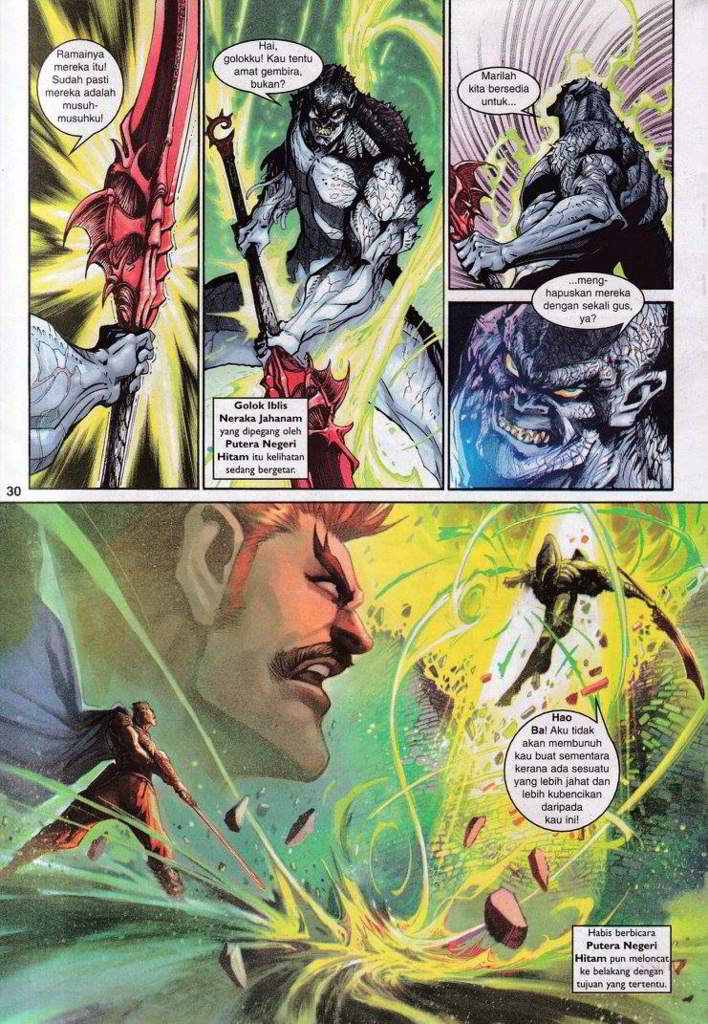 Ramainya
mereka itu!
Sudah pasti
mereka adalah
musuh-
musuhku!
Hai,
golokku! Kau tentu
amat gembira,
bukan?
Golok Iblis
Neraka Jahanam
yang dipegang oleh
Putera Negeri
Hitam itu kelihatan
sedang bergetar.
Marilah
kita bersedia
untuk...
...meng-
hapuskan mereka
dengan sekali gus,
ya?
30
Hao
Ba! Aku tidak
akan membunuh
kau buat sementara
kerana ada sesuatu
yang lebih jahat dan
lebih kubencikan
daripada
kau ini!
Habis berbicara
Putera Negeri
Hitam pun meloncat
ke belakang dengan
tujuan yang tertentu.